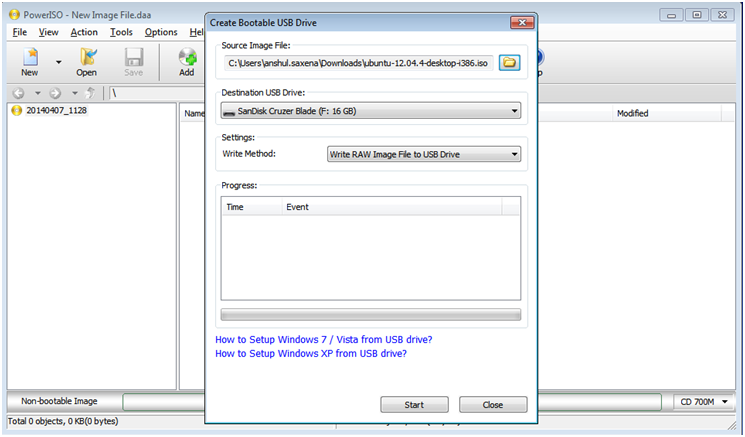 PowerISO - New Image File.daa
File View Action Tools Options Help
New Open Save Add
\
20140407_1128
Name Modified
Create Bootable USB Drive
Source Image File:
C:\Users\anshul.saxena\Downloads\ubuntu-12.04.4-desktop-i386.iso
Destination USB Drive:
SanDisk Cruzer Blade (F: 16 GB)
Settings:
Write Method: Write RAW Image File to USB Drive
Progress:
Time Event
How to Setup Windows 7 / Vista from USB drive?
How to Setup Windows XP from USB drive?
Start Close
Non-bootable Image CD 700M
Total 0 objects, 0 KB(0 bytes)